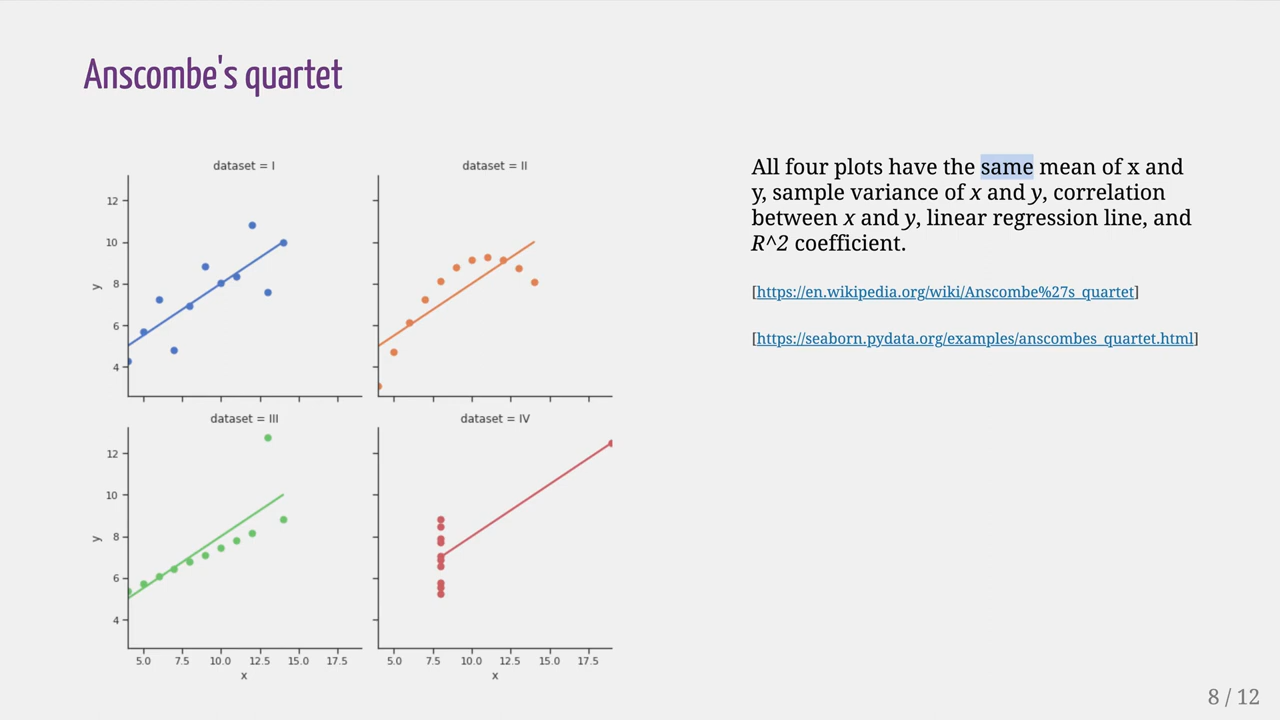 Anscombe's quartet
dataset = I
dataset = II
y
12
10
8
6
4
dataset = III
dataset = IV
y
12
10
8
6
4
5.0 7.5 10.0 12.5 15.0 17.5
5.0 7.5 10.0 12.5 15.0 17.5
x
x
All four plots have the same mean of x and
y, sample variance of x and y, correlation
between x and y, linear regression line, and
R^2 coefficient.
[https://en.wikipedia.org/wiki/Anscombe%27s_quartet]
[https://seaborn.pydata.org/examples/anscombes_quartet.html]
8 / 12